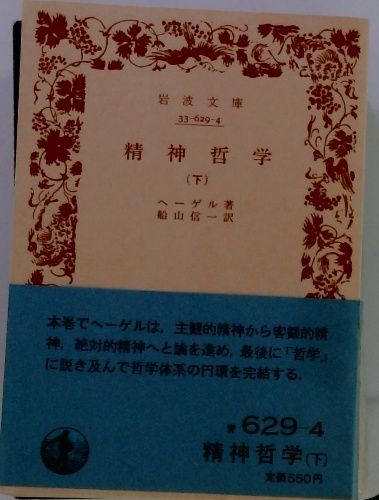 岩波文庫
33-629-4
精神哲学
(下)
ヘーゲル著
船山信一訳
本巻でヘーゲルは,主観的精神から客観的精
神,絶対的精神へと論を進め,最後に「哲学」
に説き及んで哲学体系の円環を完結する.
青 629-4
精神哲学(下)
定価550円